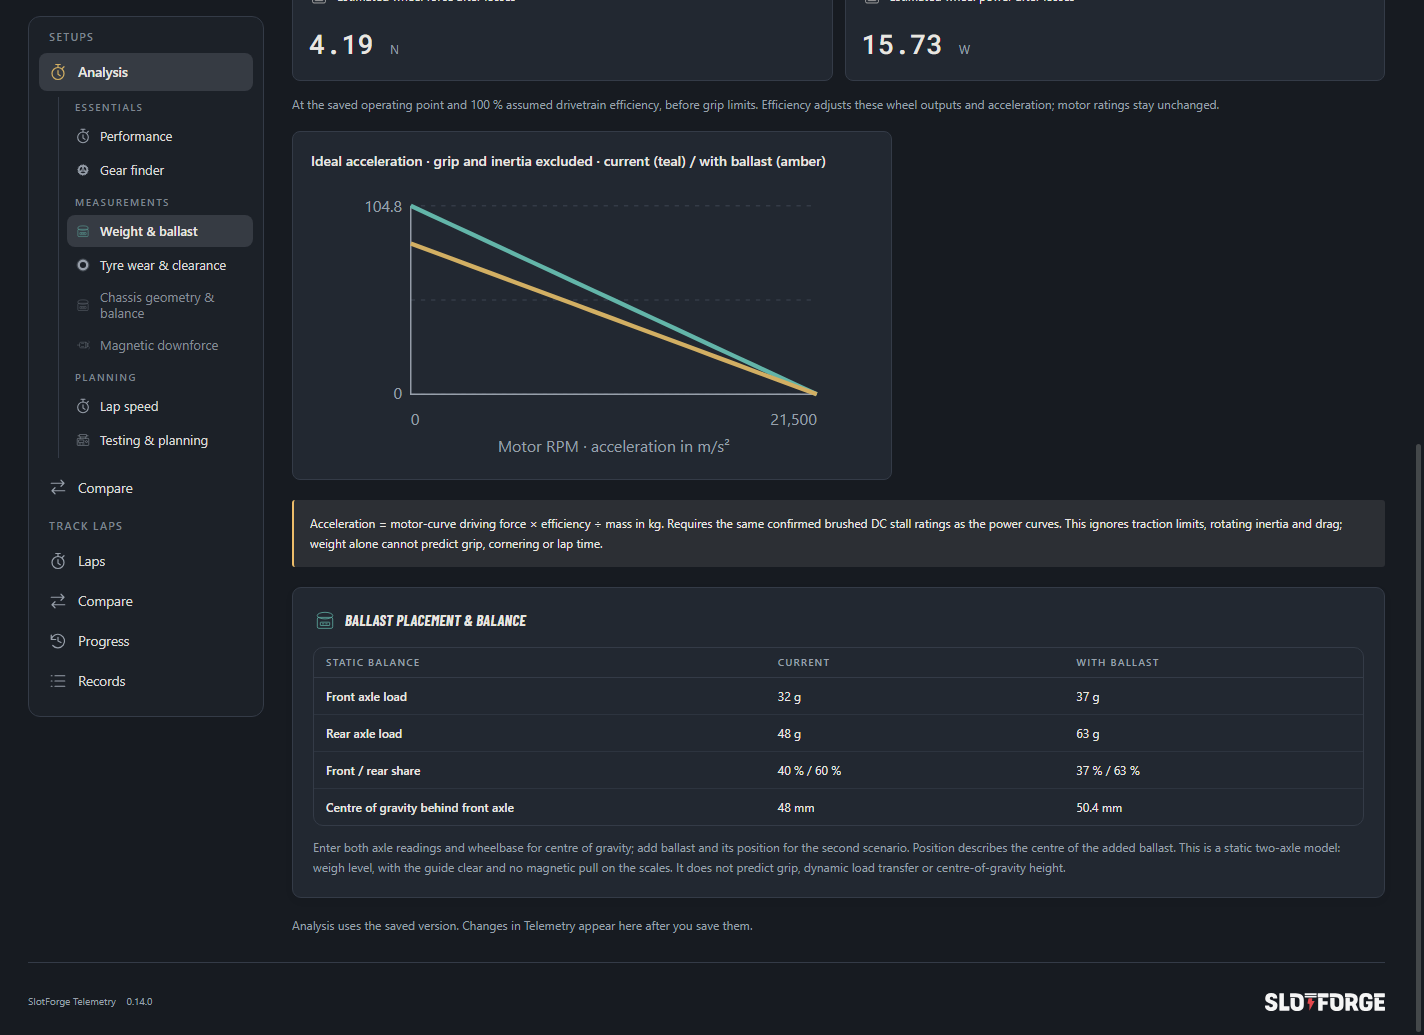 SETUPS
Analysis
ESSENTIALS
Performance
Gear finder
MEASUREMENTS
Weight & ballast
Tyre wear & clearance
Chassis geometry &
balance
Magnetic downforce
PLANNING
Lap speed
Testing & planning
Compare
TRACK LAPS
Laps
Compare
Progress
Records
4.19 N
15.73 W
At the saved operating point and 100 % assumed drivetrain efficiency, before grip limits. Efficiency adjusts these wheel outputs and acceleration; motor ratings stay unchanged.
Ideal acceleration · grip and inertia excluded · current (teal) / with ballast (amber)
104.8
0
0 21,500
Motor RPM · acceleration in m/s²
Acceleration = motor-curve driving force × efficiency ÷ mass in kg. Requires the same confirmed brushed DC stall ratings as the power curves. This ignores traction limits, rotating inertia and drag;
weight alone cannot predict grip, cornering or lap time.
BALLAST PLACEMENT & BALANCE
STATIC BALANCE CURRENT WITH BALLAST
Front axle load 32 g 37 g
Rear axle load 48 g 63 g
Front / rear share 40 % / 60 % 37 % / 63 %
Centre of gravity behind front axle 48 mm 50.4 mm
Enter both axle readings and wheelbase for centre of gravity; add ballast and its position for the second scenario. Position describes the centre of the added ballast. This is a static two-axle model:
weigh level, with the guide clear and no magnetic pull on the scales. It does not predict grip, dynamic load transfer or centre-of-gravity height.
Analysis uses the saved version. Changes in Telemetry appear here after you save them.
SlotForge Telemetry 0.14.0
SLOTFORGE